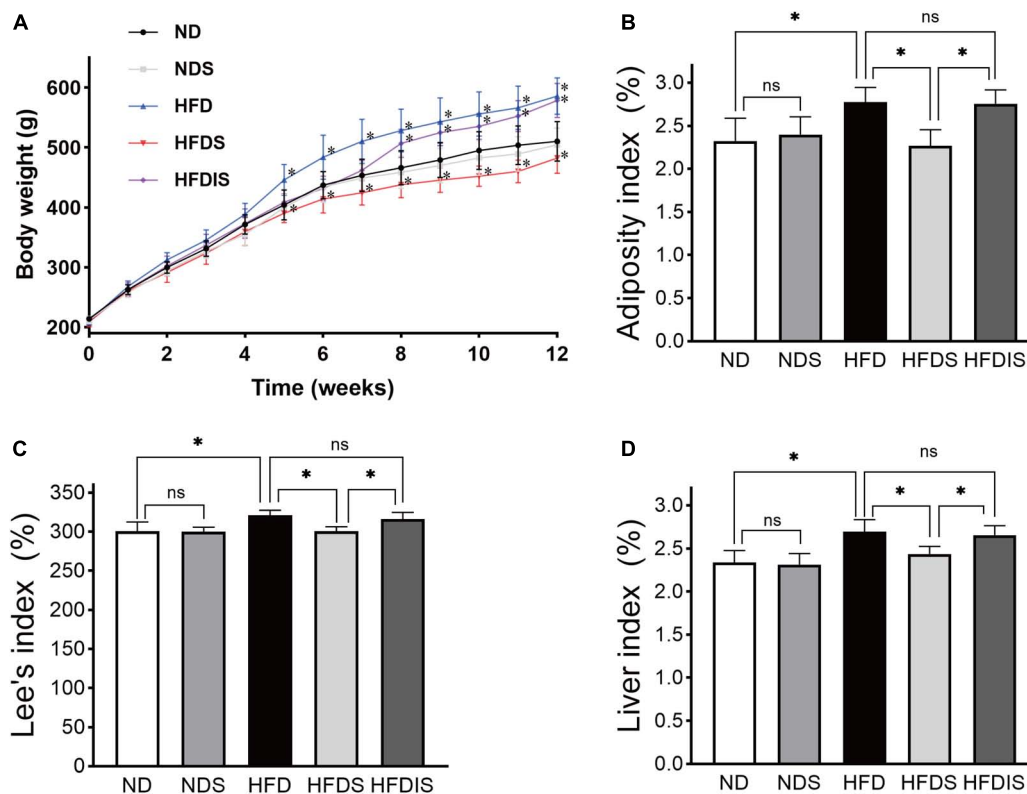 A
ND
NDS
HFD
HFDS
HFDIS
Body weight (g)
600
500
400
300
200
0 2 4 6 8 10 12
Time (weeks)
* * * * * * * *
* * * * *
* * * * * * * *
B
* ns
ns * *
Adiposity index (%)
3.0
2.5
2.0
1.5
1.0
0.5
0.0
ND NDS HFD HFDS HFDIS
C
* ns
ns * *
Lee's index (%)
350
300
250
200
150
100
50
0
ND NDS HFD HFDS HFDIS
D
* ns
ns * *
Liver index (%)
3.0
2.5
2.0
1.5
1.0
0.5
0.0
ND NDS HFD HFDS HFDIS